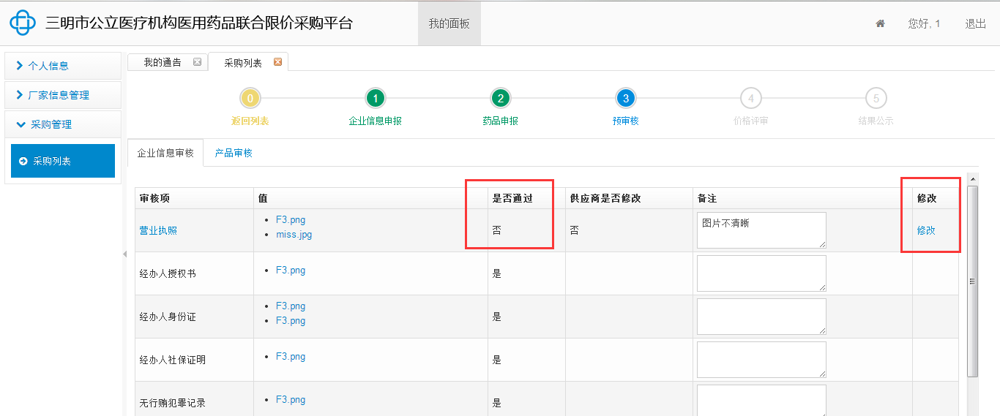 三明市公立医疗机构医用药品联合限价采购平台
我的面板
您好, 1
退出
个人信息
厂家信息管理
采购管理
采购列表
我的通告
采购列表
0
1
2
3
4
5
返回列表
企业信息申报
药品申报
预审核
价格评审
结果公示
企业信息审核
产品审核
审核项
值
是否通过
供应商是否修改
备注
修改
营业执照
F3.png
miss.jpg
否
否
图片不清晰
修改
经办人授权书
F3.png
是
经办人身份证
F3.png
F3.png
是
经办人社保证明
F3.png
是
无行贿犯罪记录
F3.png
是